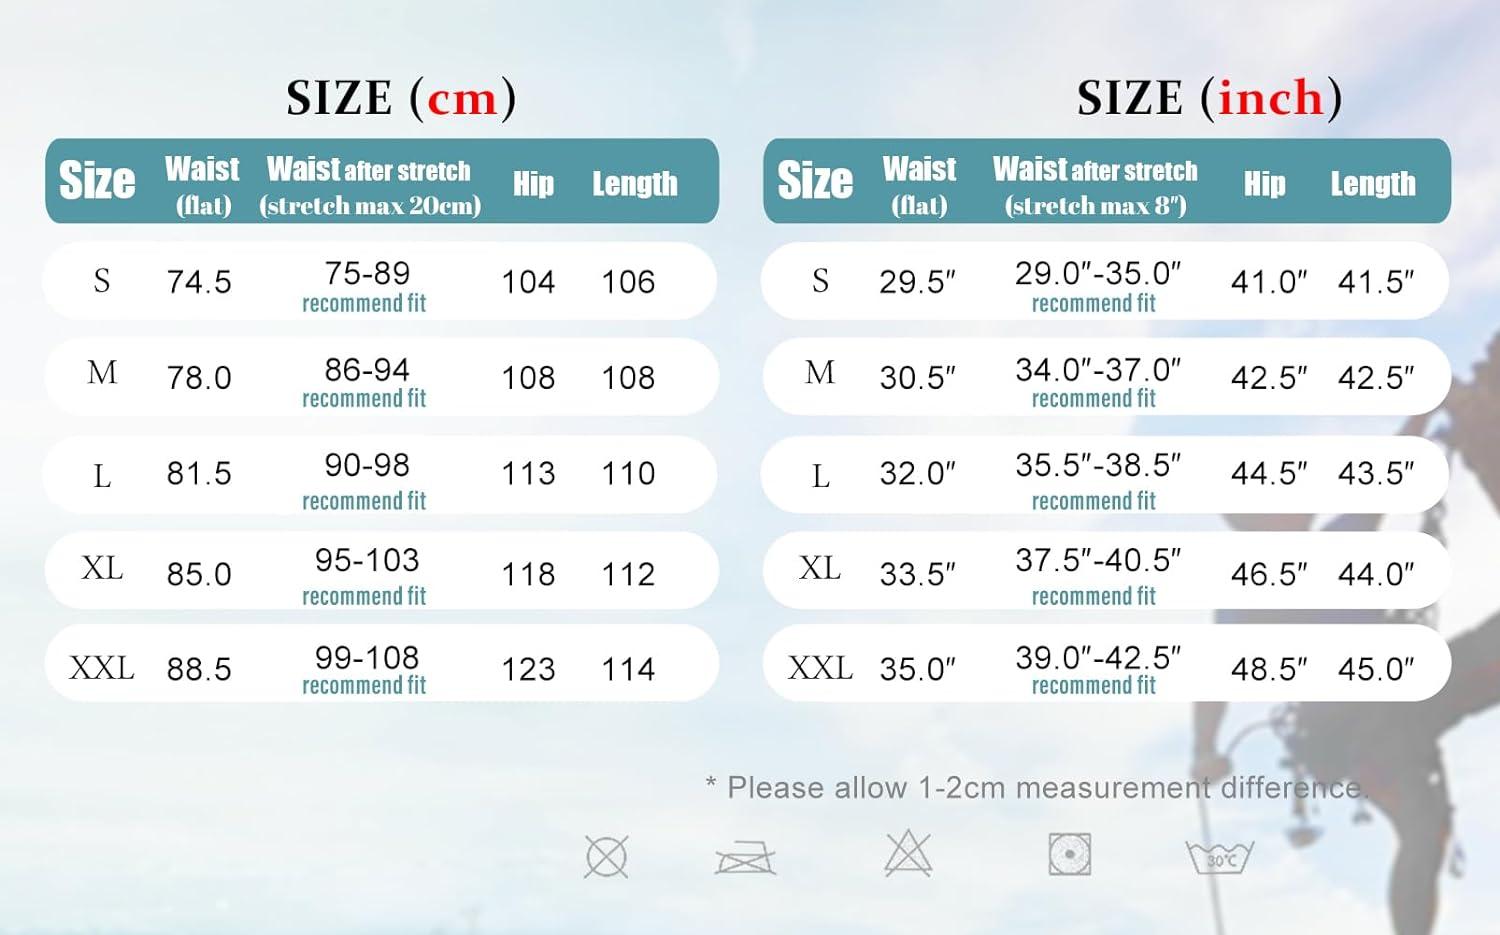 SIZE (cm)
Size Waist (flat) Waist after stretch (stretch max 20cm) Hip Length
S 74.5 75-89 recommend fit 104 106
M 78.0 86-94 recommend fit 108 108
L 81.5 90-98 recommend fit 113 110
XL 85.0 95-103 recommend fit 118 112
XXL 88.5 99-108 recommend fit 123 114
SIZE (inch)
Size Waist (flat) Waist after stretch (stretch max 8") Hip Length
S 29.5" 29.0"-35.0" recommend fit 41.0" 41.5"
M 30.5" 34.0"-37.0" recommend fit 42.5" 42.5"
L 32.0" 35.5"-38.5" recommend fit 44.5" 43.5"
XL 33.5" 37.5"-40.5" recommend fit 46.5" 44.0"
XXL 35.0" 39.0"-42.5" recommend fit 48.5" 45.0"
* Please allow 1-2cm measurement difference.
30℃